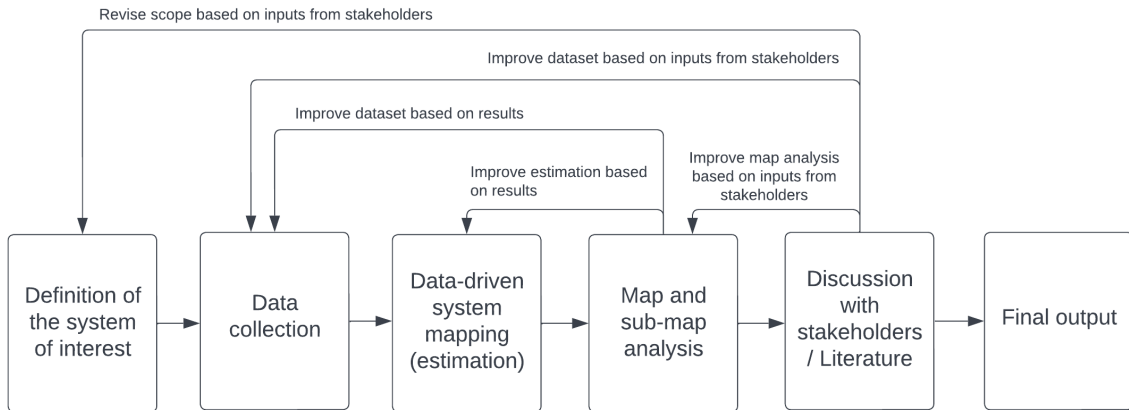 Revise scope based on inputs from stakeholders
Improve dataset based on inputs from stakeholders
Improve dataset based on results
Improve estimation based
on results
Improve map analysis
based on inputs from
stakeholders
Definition of
the system
of interest
Data
collection
Data-driven
system
mapping
(estimation)
Map and
sub-map
analysis
Discussion
with
stakeholders
/ Literature
Final output